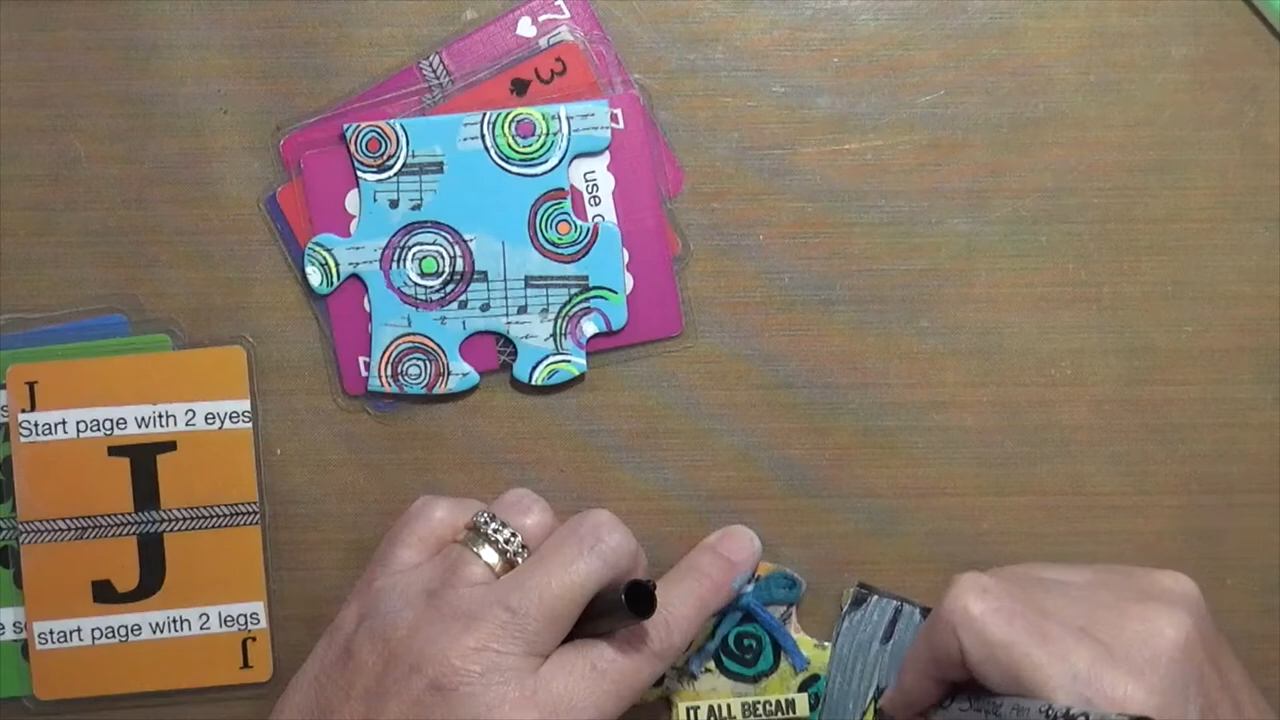 7
3
use
J
Start page with 2 eyes
J
start page with 2 legs
J
IT ALL BEGAN